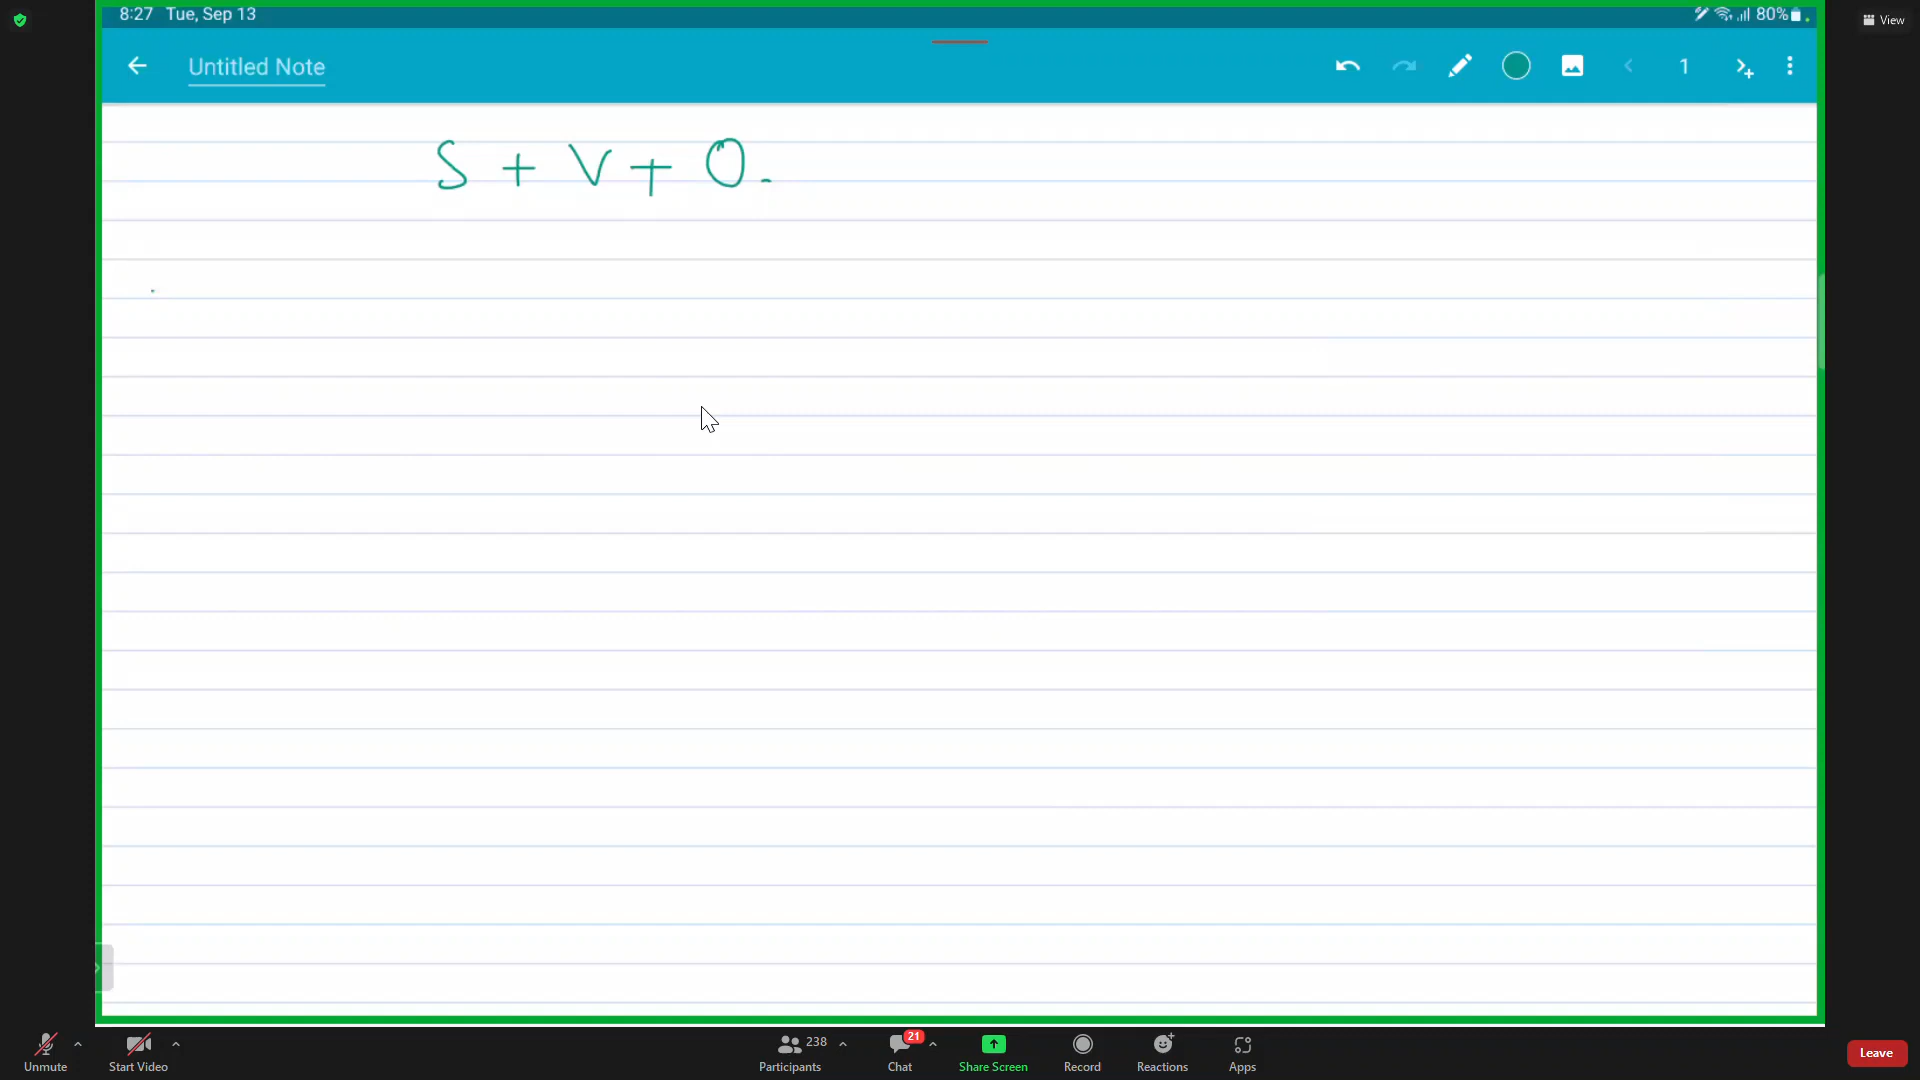 8:27 Tue, Sep 13
80%
View
Untitled Note
1
S + V + O.
238
21
Unmute
Start Video
Participants
Chat
Share Screen
Record
Reactions
Apps
Leave